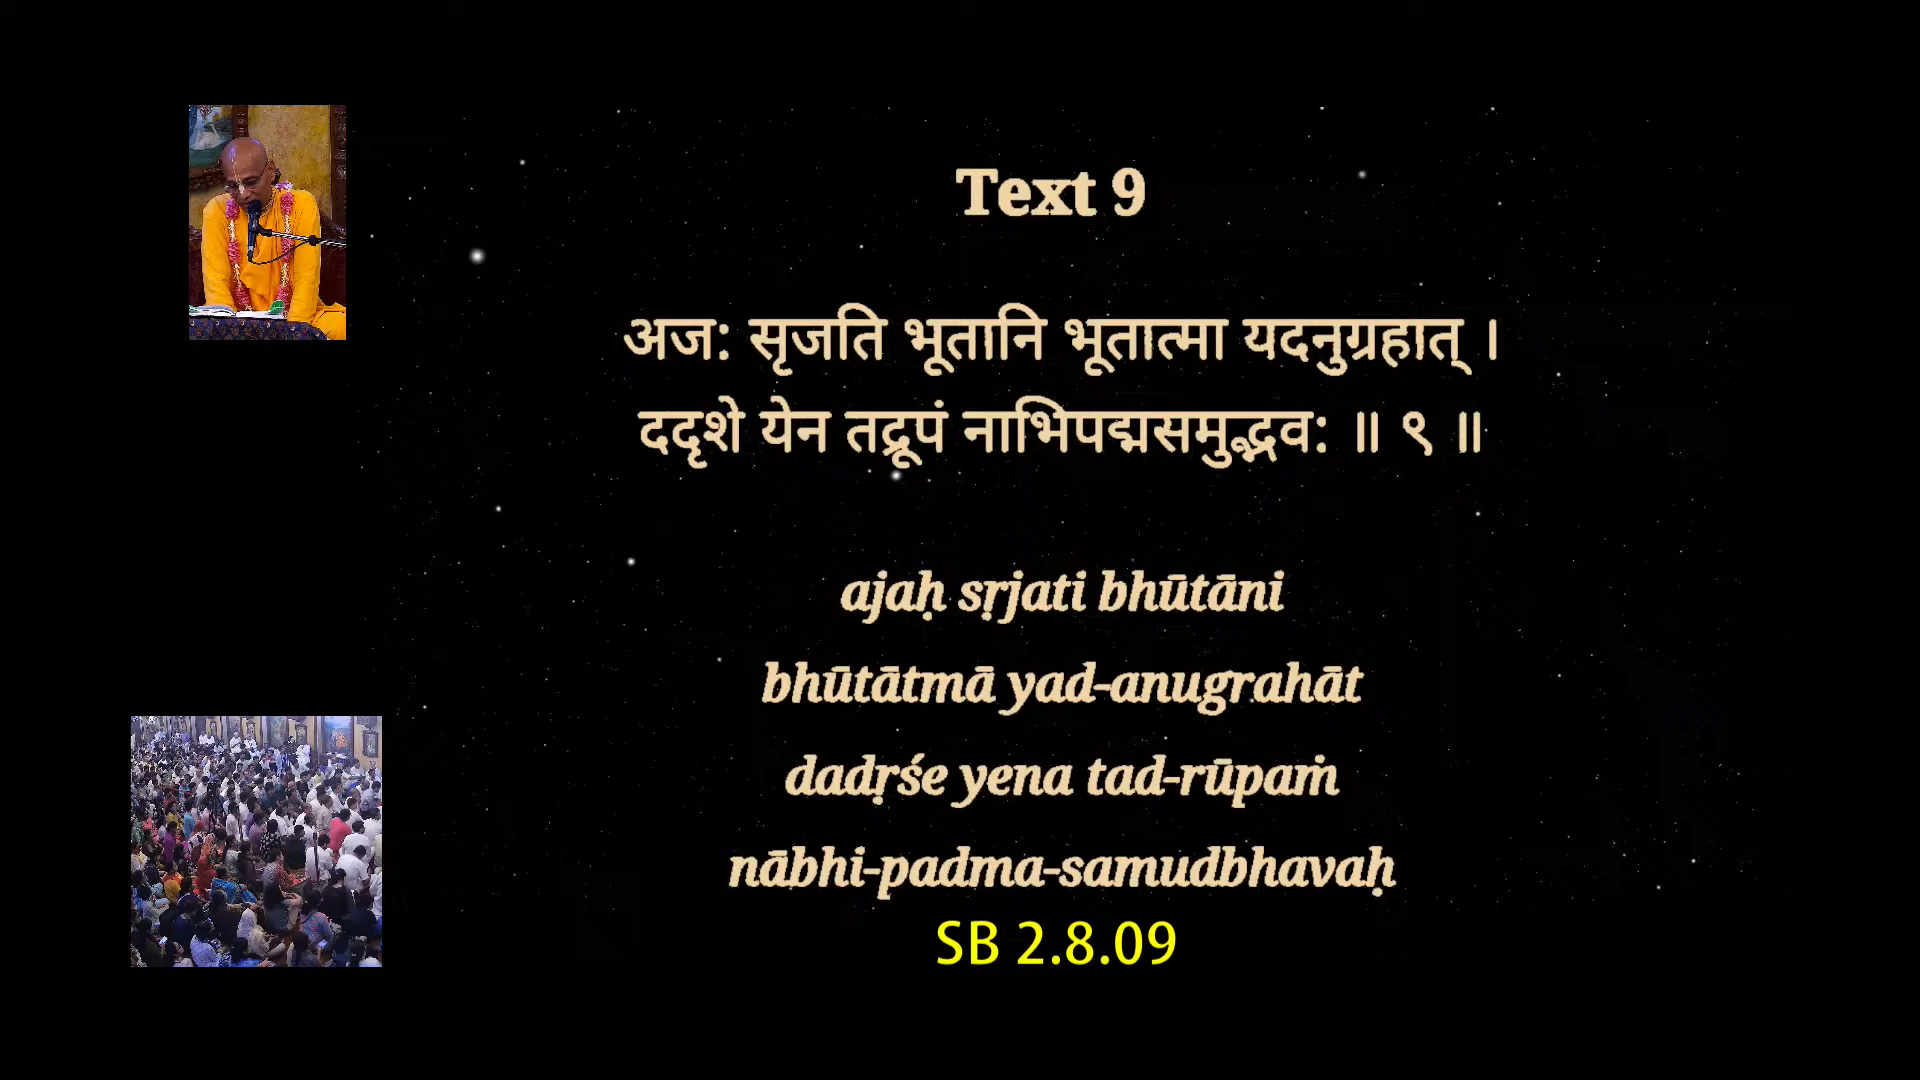 Text 9
अज: सृजति भूतानि भूतात्मा यदनुग्रहात् ।
ददृशे येन तद्रूपं नाभिपद्मसमुद्भव: ॥ ९ ॥
ajaḥ sṛjati bhūtāni
bhūtātmā yad-anugrahāt
dadṛśe yena tad-rūpaṁ
nābhi-padma-samudbhavaḥ
SB 2.8.09